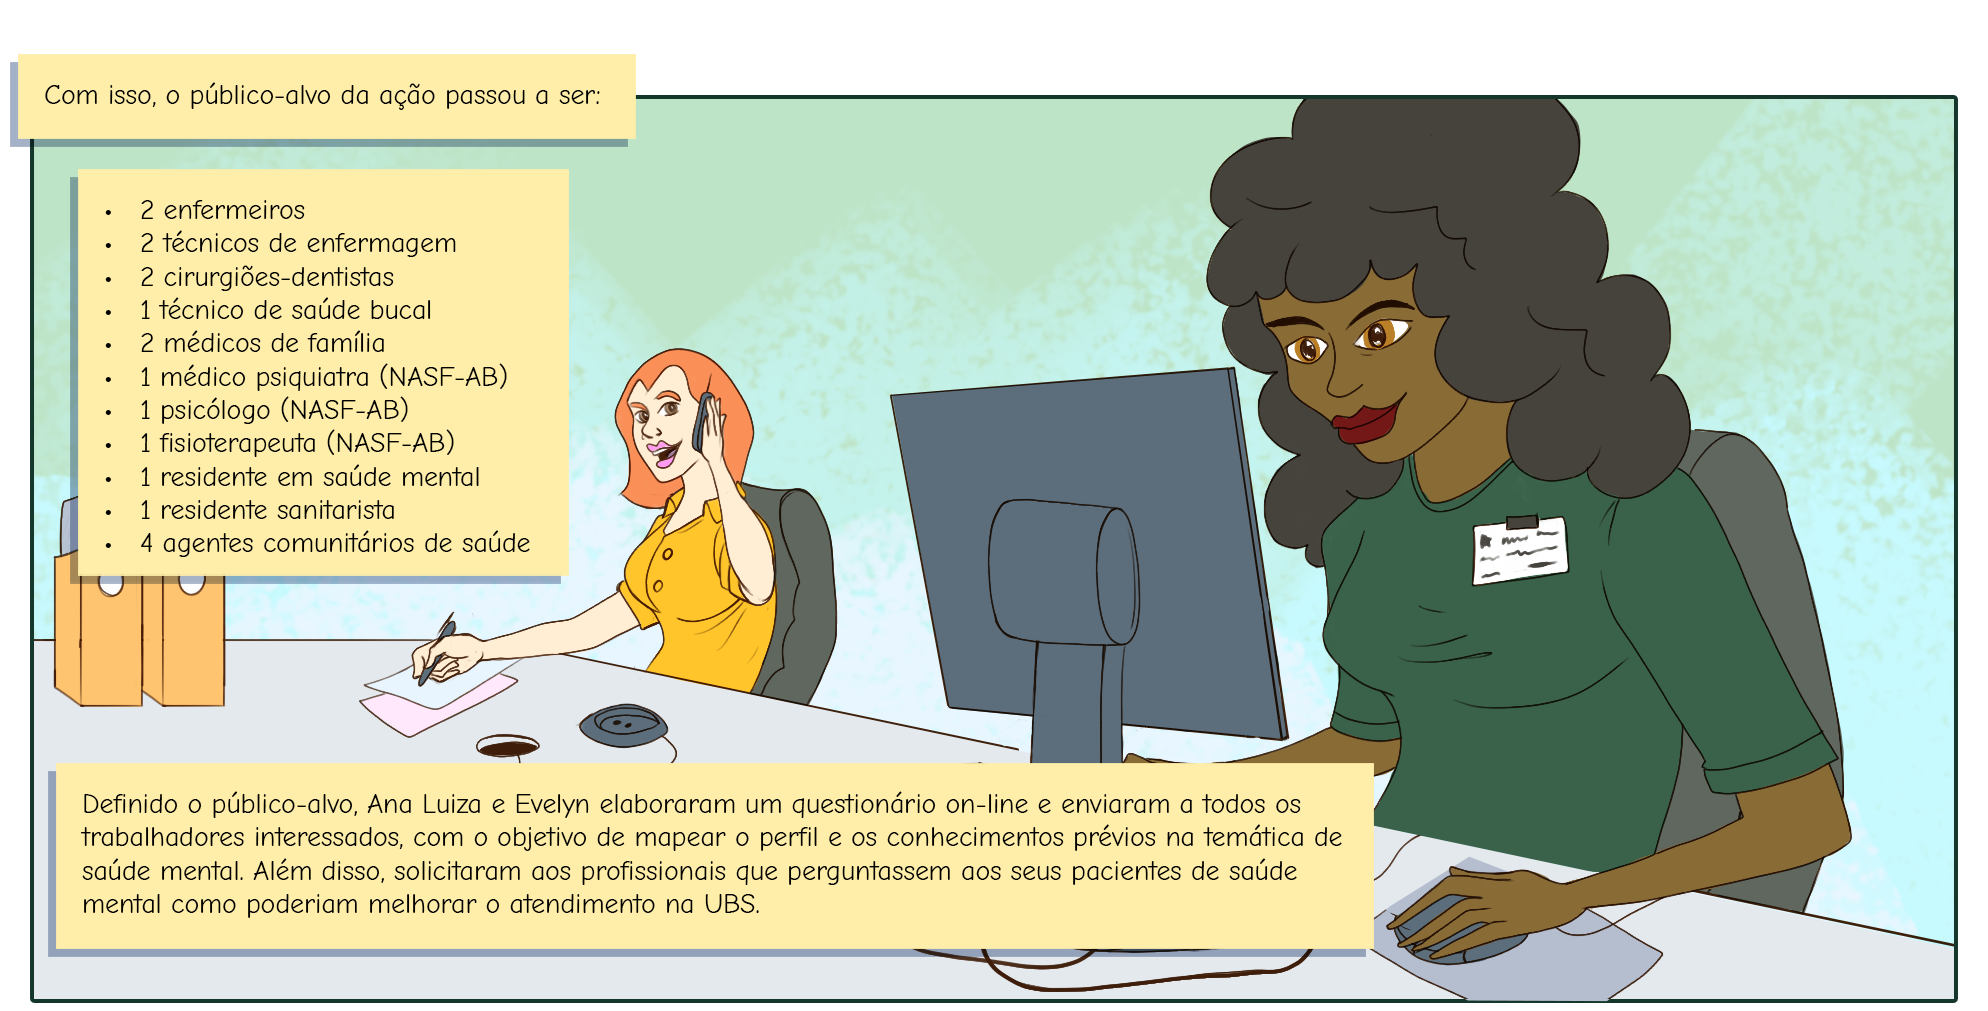 Com isso, o público-alvo da ação passou a ser:
• 2 enfermeiros
• 2 técnicos de enfermagem
• 2 cirurgiões-dentistas
• 1 técnico de saúde bucal
• 2 médicos de família
• 1 médico psiquiatra (NASF-AB)
• 1 psicólogo (NASF-AB)
• 1 fisioterapeuta (NASF-AB)
• 1 residente em saúde mental
• 1 residente sanitarista
• 4 agentes comunitários de saúde
Definido o público-alvo, Ana Luiza e Evelyn elaboraram um questionário on-line e enviaram a todos os
trabalhadores interessados, com o objetivo de mapear o perfil e os conhecimentos prévios na temática de
saúde mental. Além disso, solicitaram aos profissionais que perguntassem aos seus pacientes de saúde
mental como poderiam melhorar o atendimento na UBS.